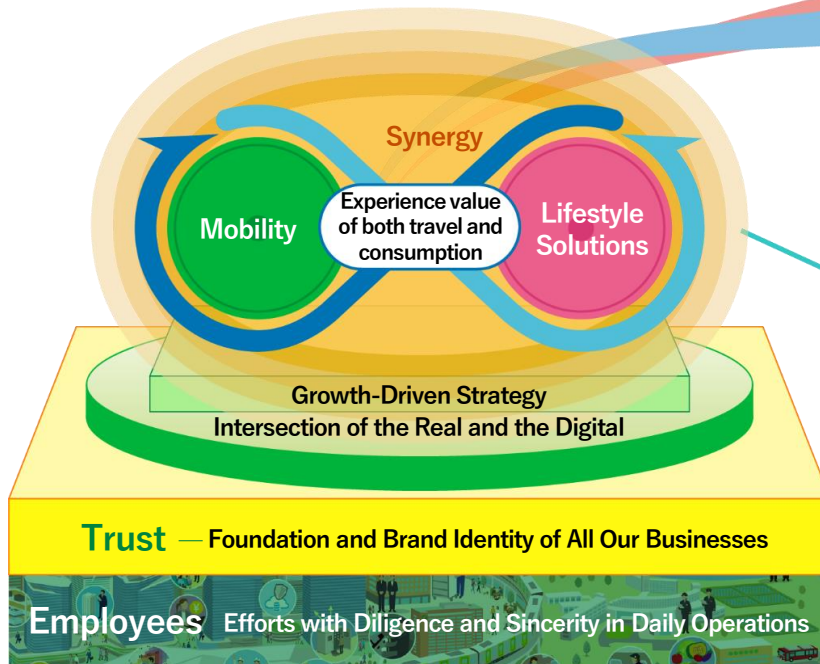 Synergy
Mobility
Experience value
of both travel and
consumption
Lifestyle
Solutions
Growth-Driven Strategy
Intersection of the Real and the Digital
Trust — Foundation and Brand Identity of All Our Businesses
Employees Efforts with Diligence and Sincerity in Daily Operations